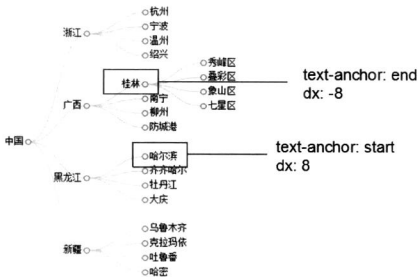 杭州
浙江
宁波
温州
绍兴
秀峰区
桂林
叠彩区
象山区
七星区
text-anchor: end
dx: -8
南宁
广西
柳州
防城港
中国
哈尔滨
text-anchor: start
dx: 8
齐齐哈尔
黑龙江
牡丹江
大庆
乌鲁木齐
新疆
克拉玛依
吐鲁番
哈密